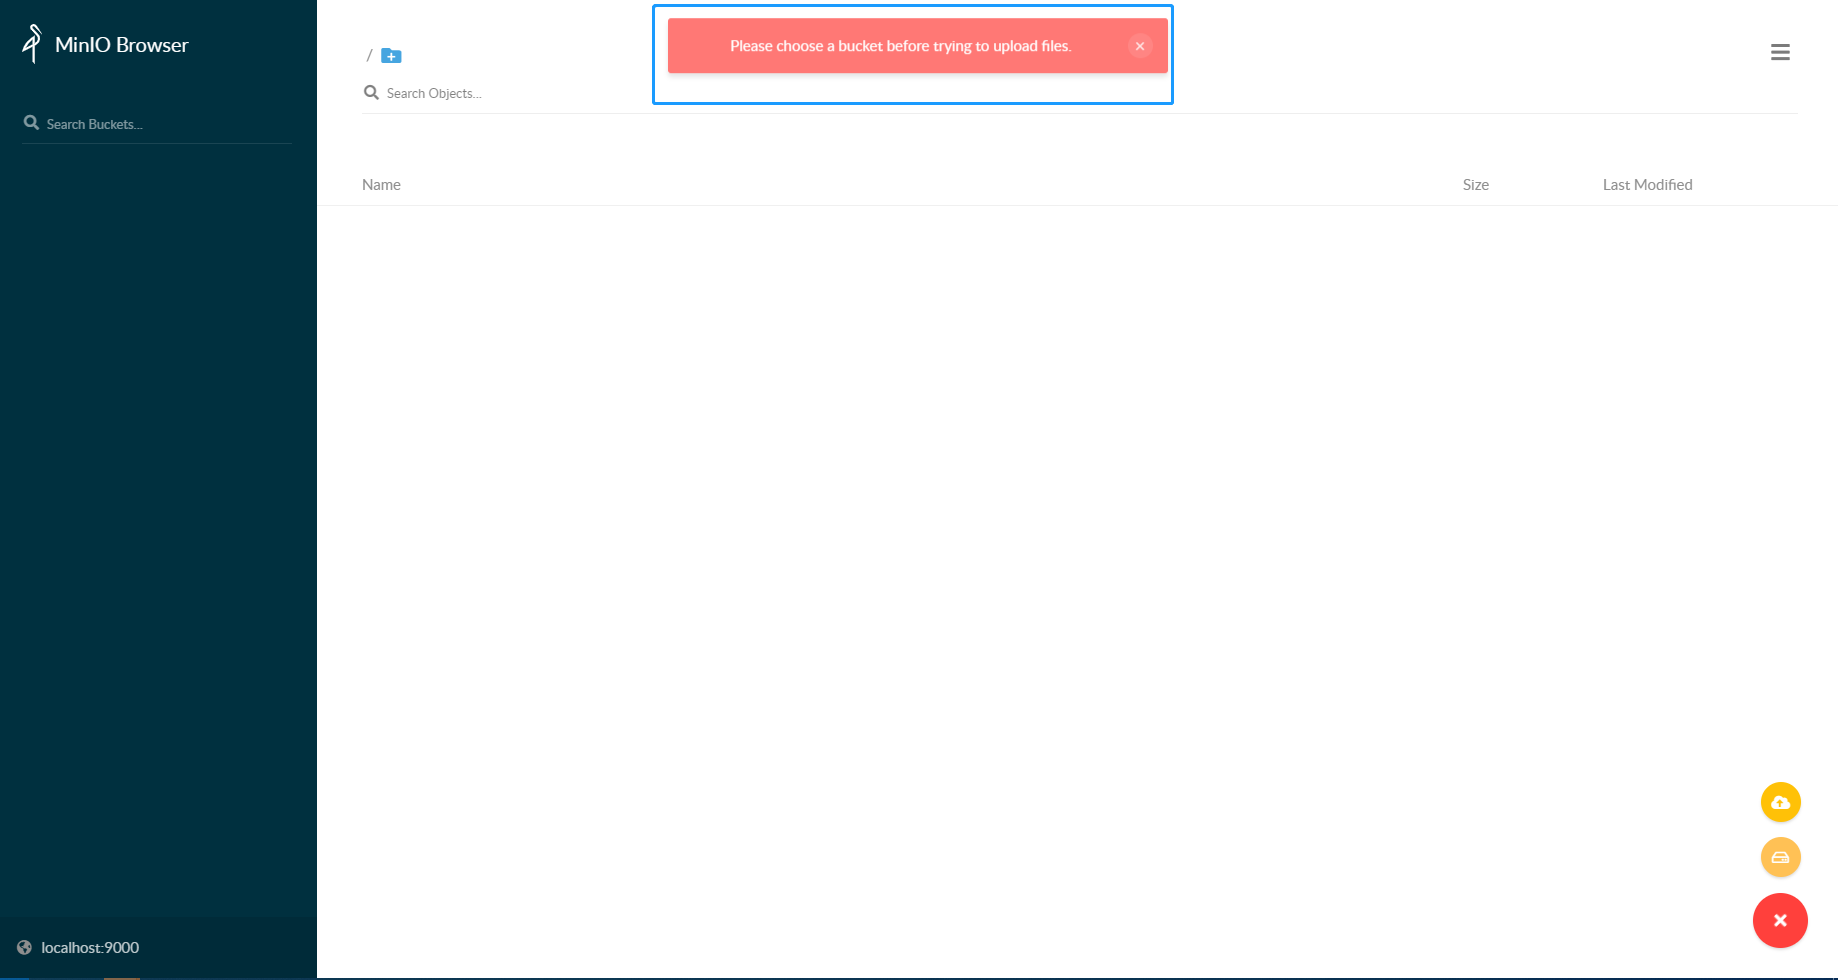 MinIO Browser
Search Buckets...
localhost:9000
/
Please choose a bucket before trying to upload files.
Search Objects...
Name Size Last Modified